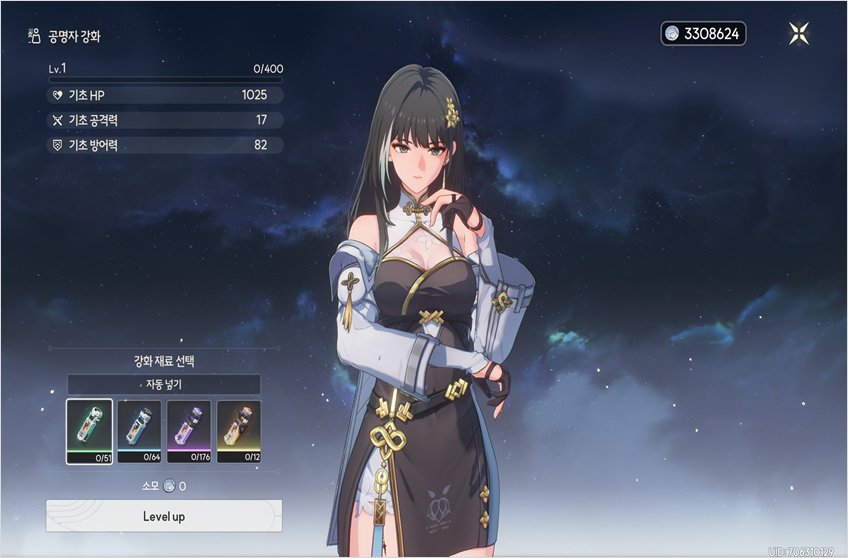 공명자 강화
3308624
Lv.1 0/400
기초 HP 1025
기초 공격력 17
기초 방어력 82
강화 재료 선택
자동 넣기
0/51 0/64 0/176 0/12
소모 0
Level up
UID:706310129